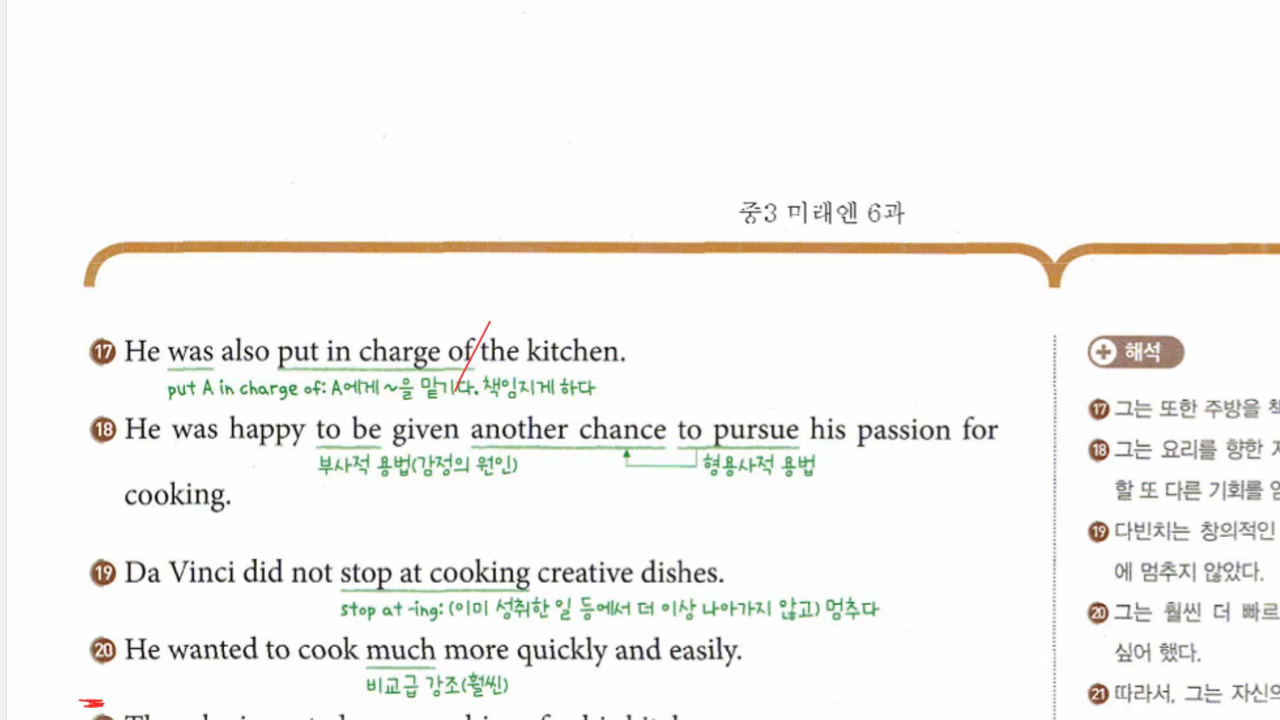 중3 미래엔 6과
17 He was also put in charge of the kitchen.
put A in charge of: A에게 ~을 맡기다, 책임지게 하다
18 He was happy to be given another chance to pursue his passion for
부사적 용법(감정의 원인) 형용사적 용법
cooking.
19 Da Vinci did not stop at cooking creative dishes.
stop at -ing: (이미 성취한 일 등에서 더 이상 나아가지 않고) 멈추다
20 He wanted to cook much more quickly and easily.
비교급 강조(훨씬)
해석
17 그는 또한 주방을
18 그는 요리를 향한
할 또 다른 기회를
19 다빈치는 창의적인
에 멈추지 않았다.
20 그는 훨씬 더
싶어 했다.
21 따라서, 그는